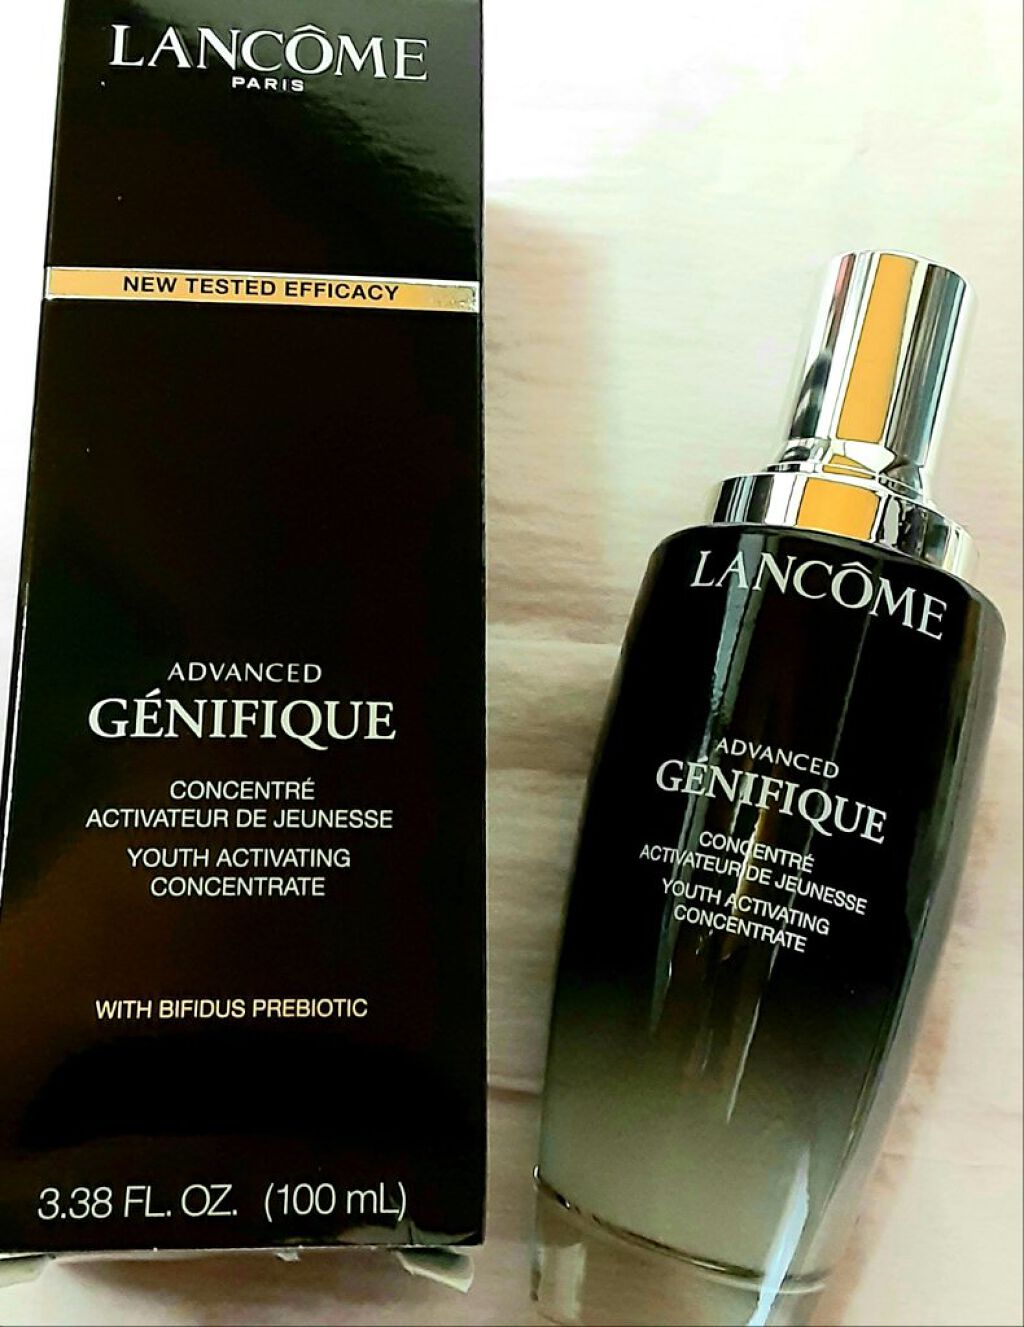 LANCÔME
PARIS
NEW TESTED EFFICACY
ADVANCED
GÉNIFIQUE
CONCENTRÉ
ACTIVATEUR DE JEUNESSE
YOUTH ACTIVATING
CONCENTRATE
WITH BIFIDUS PREBIOTIC
3.38 FL. OZ. (100 mL)
LANCÔME
ADVANCED
GÉNIFIQUE
CONCENTRÉ
ACTIVATEUR DE JEUNESSE
YOUTH ACTIVATING
CONCENTRATE